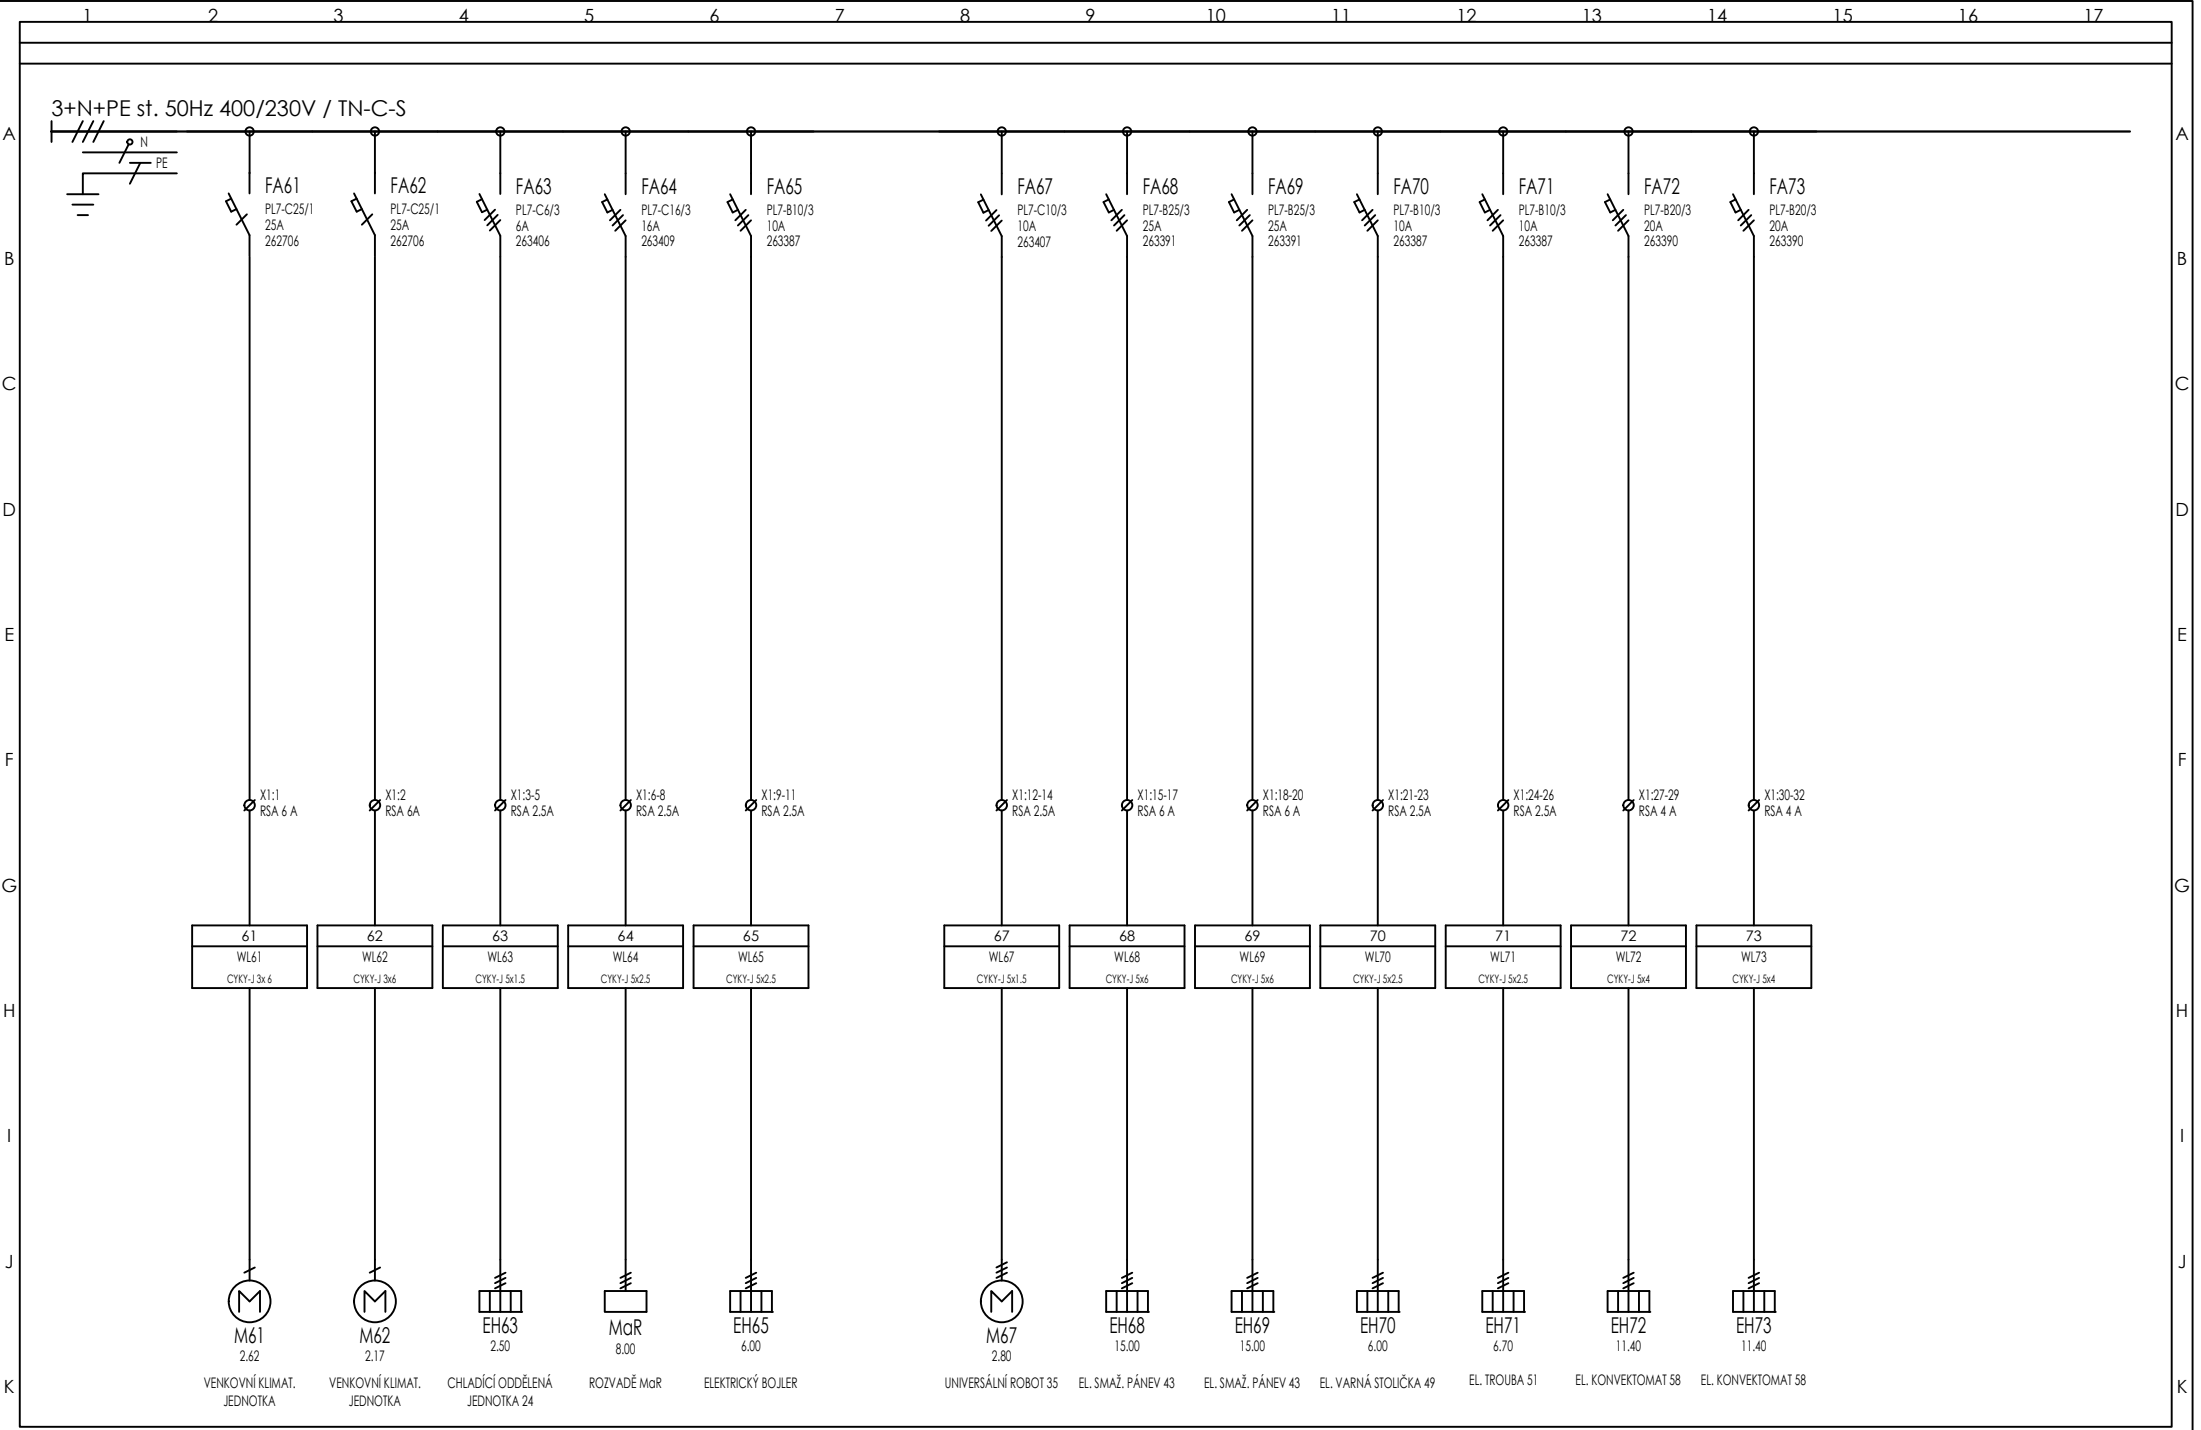 1 2 3 4 5 6 7 8 9 10 11 12 13 14 15 16 17
3+N+PE st. 50Hz 400/230V / TN-C-S
A A
N
PE
FA61 FA62 FA63 FA64 FA65 FA67 FA68 FA69 FA70 FA71 FA72 FA73
PL7-C25/1 PL7-C25/1 PL7-C6/3 PL7-C16/3 PL7-B10/3 PL7-C10/3 PL7-B25/3 PL7-B25/3 PL7-B10/3 PL7-B10/3 PL7-B20/3 PL7-B20/3
25A 25A 6A 16A 10A 10A 25A 25A 10A 10A 20A 20A
262706 262706 263406 263409 263387 263407 263391 263391 263387 263387 263390 263390
B B
C C
D D
E E
F F
X1:1 X1:2 X1:3-5 X1:6-8 X1:9-11 X1:12-14 X1:15-17 X1:18-20 X1:21-23 X1:24-26 X1:27-29 X1:30-32
RSA 6 A RSA 6A RSA 2.5A RSA 2.5A RSA 2.5A RSA 2.5A RSA 6 A RSA 6 A RSA 2.5A RSA 2.5A RSA 4 A RSA 4 A
G G
61 62 63 64 65 67 68 69 70 71 72 73
WL61 WL62 WL63 WL64 WL65 WL67 WL68 WL69 WL70 WL71 WL72 WL73
CYKY-J 3x 6 CYKY-J 3x6 CYKY-J 5x1.5 CYKY-J 5x2.5 CYKY-J 5x2.5 CYKY-J 5x1.5 CYKY-J 5x6 CYKY-J 5x6 CYKY-J 5x2.5 CYKY-J 5x2.5 CYKY-J 5x4 CYKY-J 5x4
H H
I I
J J
M M M
M61 M62 EH63 MaR EH65 M67 EH68 EH69 EH70 EH71 EH72 EH73
2.62 2.17 2.50 8.00 6.00 2.80 15.00 15.00 6.00 6.70 11.40 11.40
K K
VENKOVNÍ KLIMAT. VENKOVNÍ KLIMAT. CHLADÍCÍ ODDĚLENÁ ROZVADĚ MaR ELEKTRICKÝ BOJLER UNIVERSÁLNÍ ROBOT 35 EL. SMAŽ. PÁNEV 43 EL. SMAŽ. PÁNEV 43 EL. VARNÁ STOLIČKA 49 EL. TROUBA 51 EL. KONVEKTOMAT 58 EL. KONVEKTOMAT 58
JEDNOTKA JEDNOTKA JEDNOTKA 24